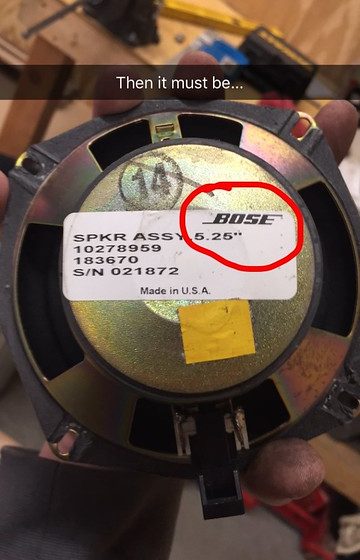 Then it must be...
14
BOSE
SPKR ASSY-5.25"
10278959
183670
S/N 021872
Made in U.S.A.